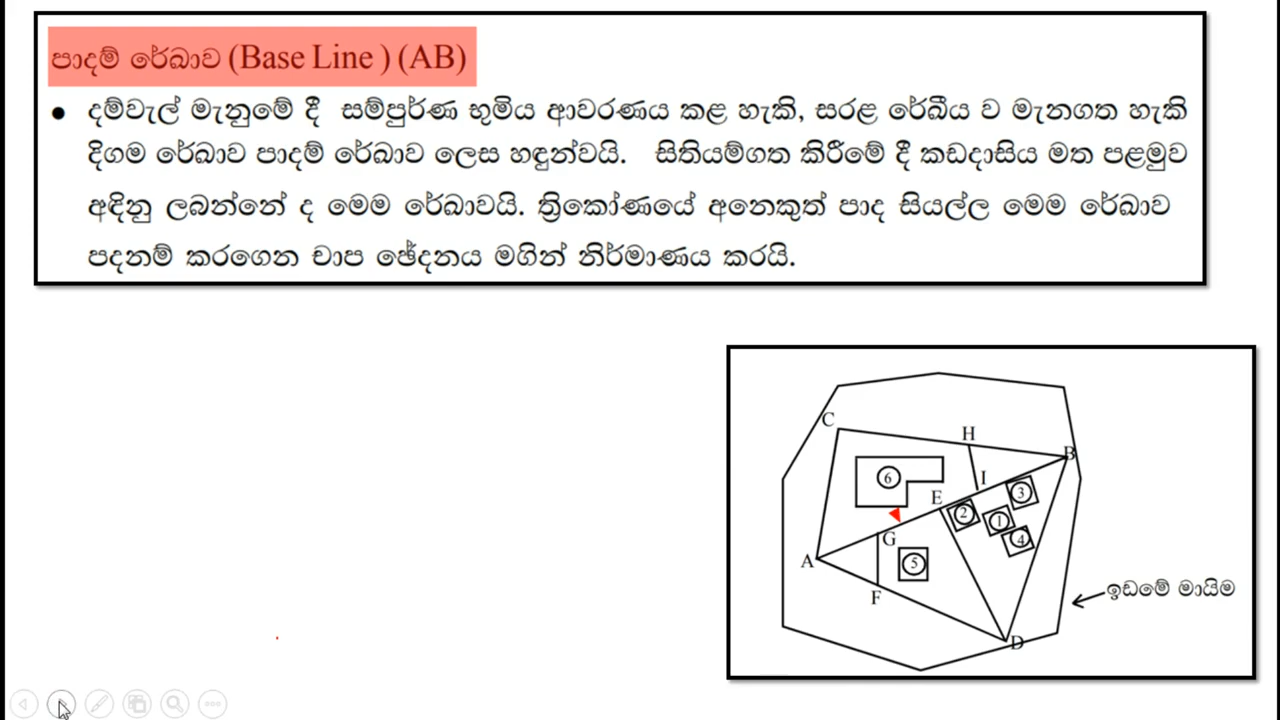 පාදම් රේඛාව (Base Line ) (AB)
● දම්වැල් මැනුමේ දී සම්පුර්ණ භුමිය ආවරණය කළ හැකි, සරළ රේඛීය ව මැනගත හැකි
දිගම රේඛාව පාදම් රේඛාව ලෙස හඳුන්වයි. සිතියම්ගත කිරීමේ දී කඩදාසිය මත පළමුව
අඳිනු ලබන්නේ ද මෙම රේඛාවයි. ත්‍රිකෝණයේ අනෙකුත් පාද සියල්ල මෙම රේඛාව
පදනම් කරගෙන චාප ඡේදනය මගින් නිර්මාණය කරයි.
C
H
B
6
I
E
3
2
1
G
4
A
5
F
ඉඩමේ මායිම
D